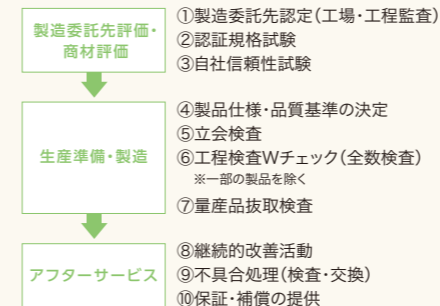 製造委託先評価・
商材評価
①製造委託先認定(工場・工程監査)
②認証規格試験
③自社信頼性試験
生産準備・製造
④製品仕様・品質基準の決定
⑤立会検査
⑥工程検査Wチェック(全数検査)
※一部の製品を除く
⑦量産品抜取検査
アフターサービス
⑧継続的改善活動
⑨不具合処理(検査・交換)
⑩保証・補償の提供